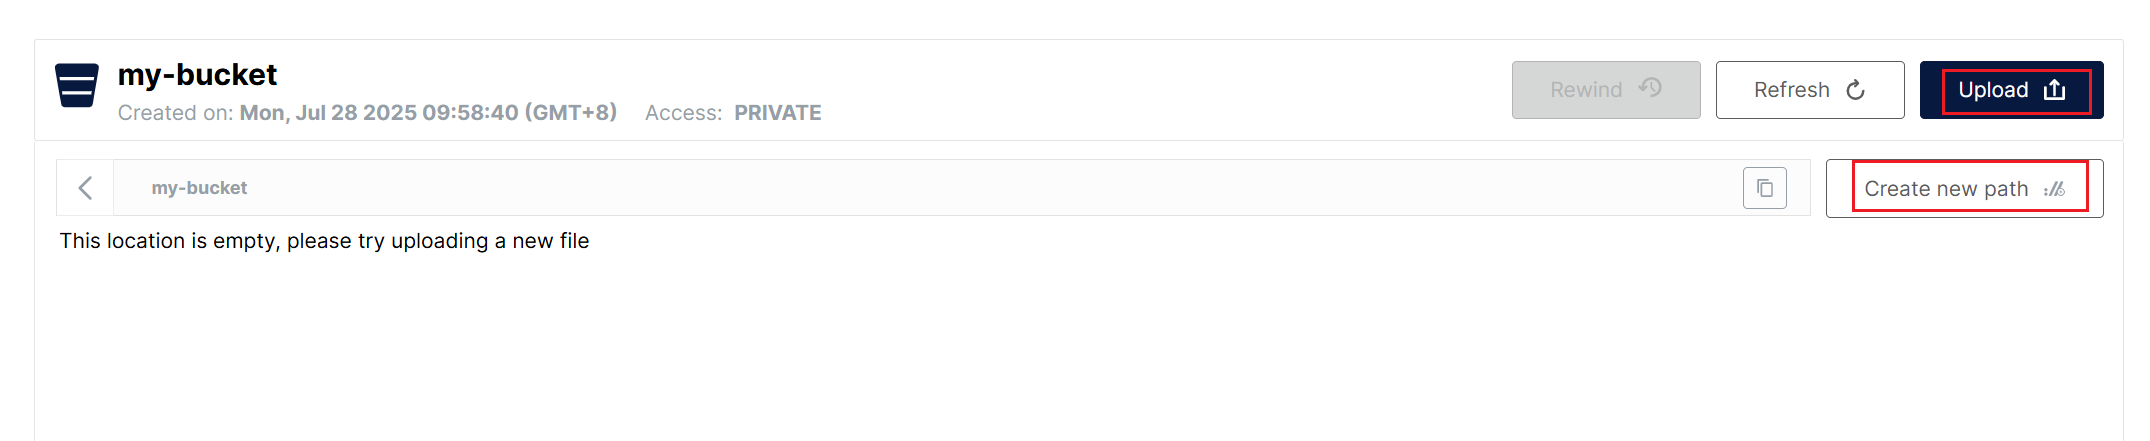 my-bucket
Created on: Mon, Jul 28 2025 09:58:40 (GMT+8) Access: PRIVATE
Rewind
Refresh
Upload
my-bucket
Create new path
This location is empty, please try uploading a new file